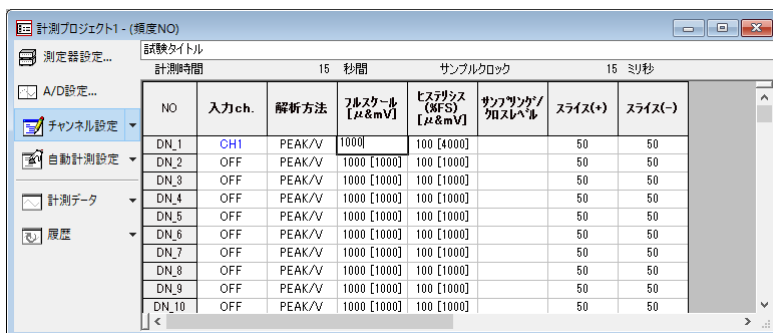 計測プロジェクト1 - (頻度NO)
測定器設定...
A/D設定...
チャンネル設定
自動計測設定
計測データ
履歴
試験タイトル
計測時間 15 秒間 サンプルクロック 15 ミリ秒
NO 入力ch. 解析方法 フルスケール [μ&mV] ヒステリシス (%FS) [μ&mV] サンプリング/ クロスレベル スライス(+) スライス(-)
DN_1 CH1 PEAK/V 1000 100 [4000] 50 50
DN_2 OFF PEAK/V 1000 [1000] 100 [1000] 50 50
DN_3 OFF PEAK/V 1000 [1000] 100 [1000] 50 50
DN_4 OFF PEAK/V 1000 [1000] 100 [1000] 50 50
DN_5 OFF PEAK/V 1000 [1000] 100 [1000] 50 50
DN_6 OFF PEAK/V 1000 [1000] 100 [1000] 50 50
DN_7 OFF PEAK/V 1000 [1000] 100 [1000] 50 50
DN_8 OFF PEAK/V 1000 [1000] 100 [1000] 50 50
DN_9 OFF PEAK/V 1000 [1000] 100 [1000] 50 50
DN_10 OFF PEAK/V 1000 [1000] 100 [1000] 50 50